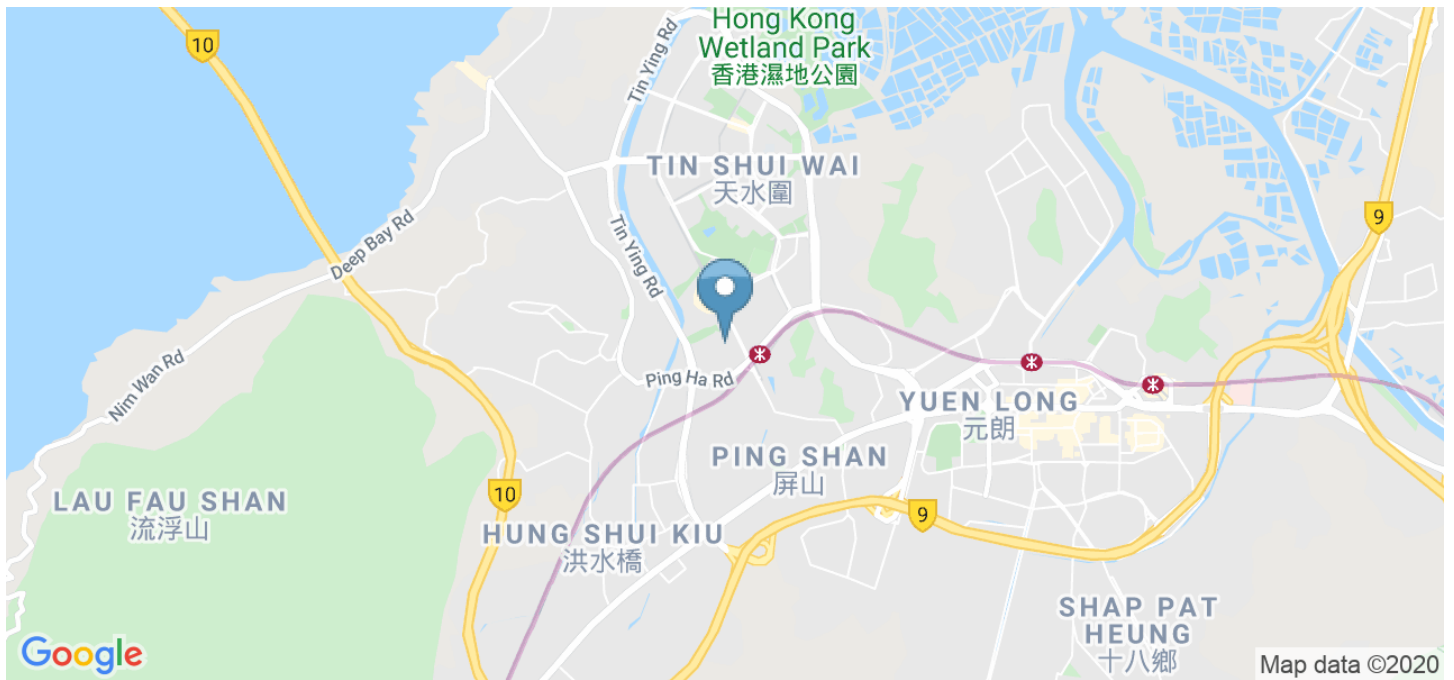 Hong Kong
Wetland Park
香港濕地公園
10
Tin Ying Rd
TIN SHUI WAI
天水圍
9
Deep Bay Rd
Tin Ying Rd
Nim Wan Rd
Ping Ha Rd
YUEN LONG
元朗
PING SHAN
屏山
LAU FAU SHAN
流浮山
10
9
HUNG SHUI KIU
洪水橋
SHAP PAT
HEUNG
十八鄉
Google
Map data ©2020